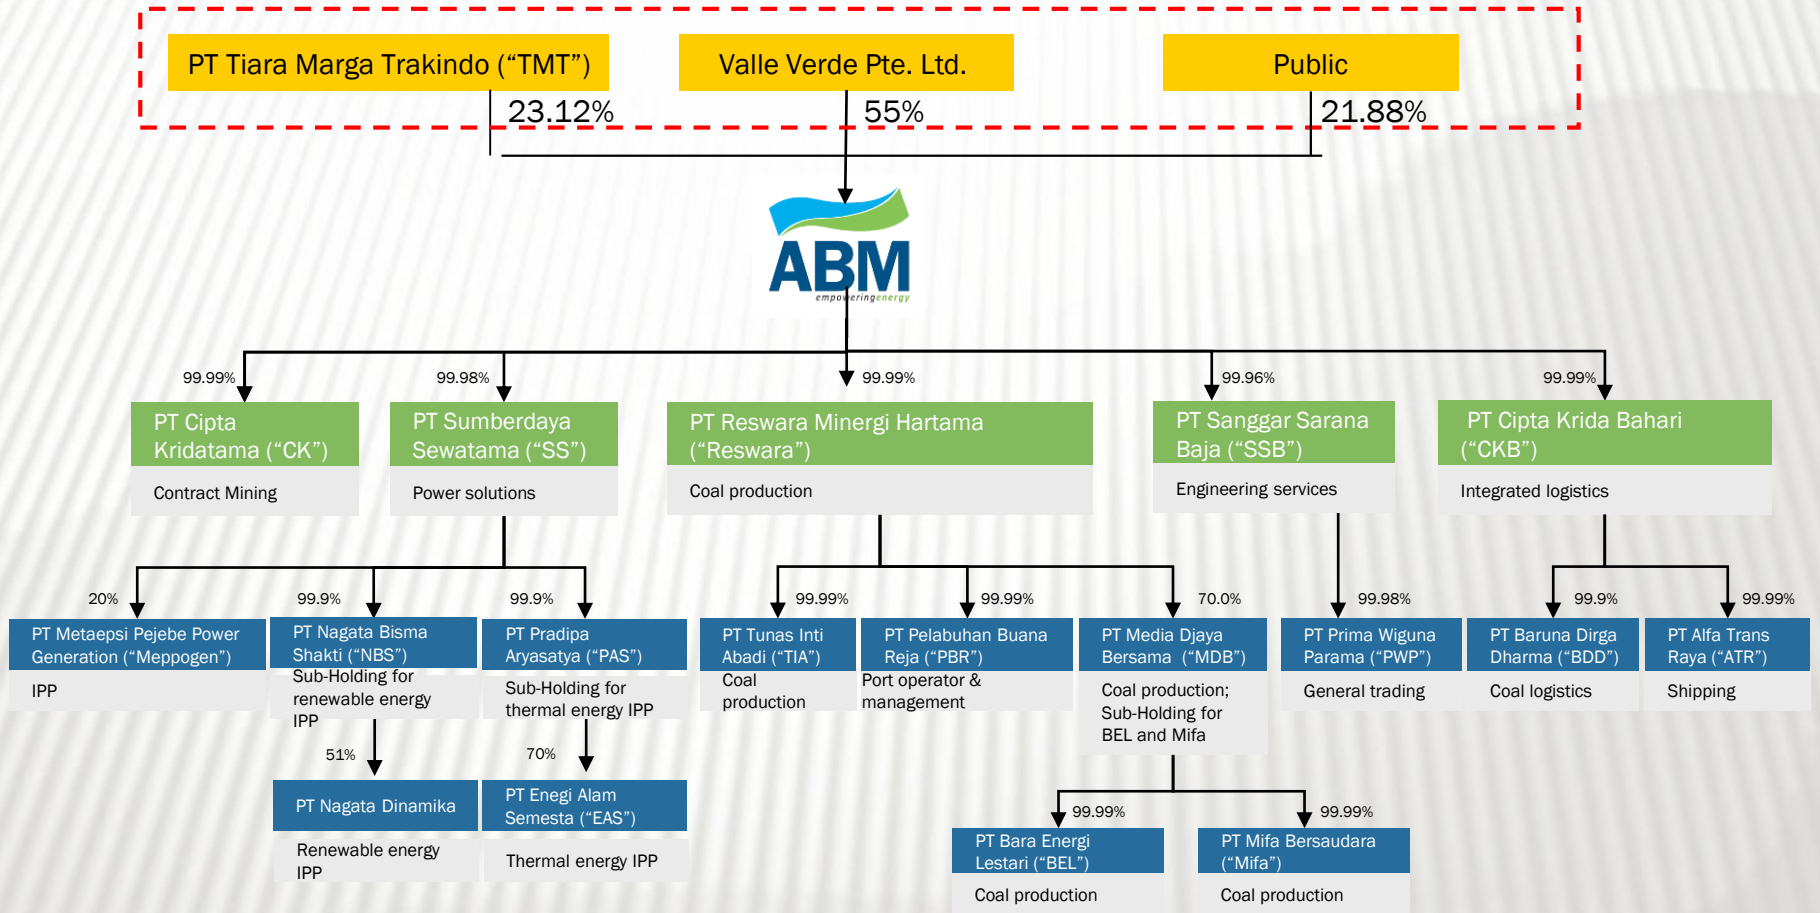 PT Tiara Marga Trakindo (“TMT”)
Valle Verde Pte. Ltd.
Public
23.12%
55%
21.88%
ABM
empoweringenergy
99.99%
99.98%
99.99%
99.96%
99.99%
PT Cipta
Kridatama (“CK”)
Contract Mining
PT Sumberdaya
Sewatama (“SS”)
Power solutions
PT Reswara Minergi Hartama
(“Reswara”)
Coal production
PT Sanggar Sarana
Baja (“SSB”)
Engineering services
PT Cipta Krida Bahari
(“CKB”)
Integrated logistics
20%
99.9%
99.9%
99.99%
99.99%
70.0%
99.98%
99.9%
99.99%
PT Metaepsi Pejebe Power
Generation (“Meppogen”)
IPP
PT Nagata Bisma
Shakti (“NBS”)
Sub-Holding for
renewable energy
IPP
PT Pradipa
Aryasatya (“PAS”)
Sub-Holding for
thermal energy IPP
PT Tunas Inti
Abadi (“TIA”)
Coal
production
PT Pelabuhan Buana
Reja (“PBR”)
Port operator &
management
PT Media Djaya
Bersama (“MDB”)
Coal production;
Sub-Holding for
BEL and Mifa
PT Prima Wiguna
Parama (“PWP”)
General trading
PT Baruna Dirga
Dharma (“BDD”)
Coal logistics
PT Alfa Trans
Raya (“ATR”)
Shipping
51%
70%
PT Nagata Dinamika
Renewable energy
IPP
PT Enegi Alam
Semesta (“EAS”)
Thermal energy IPP
99.99%
99.99%
PT Bara Energi
Lestari (“BEL”)
Coal production
PT Mifa Bersaudara
(“Mifa”)
Coal production